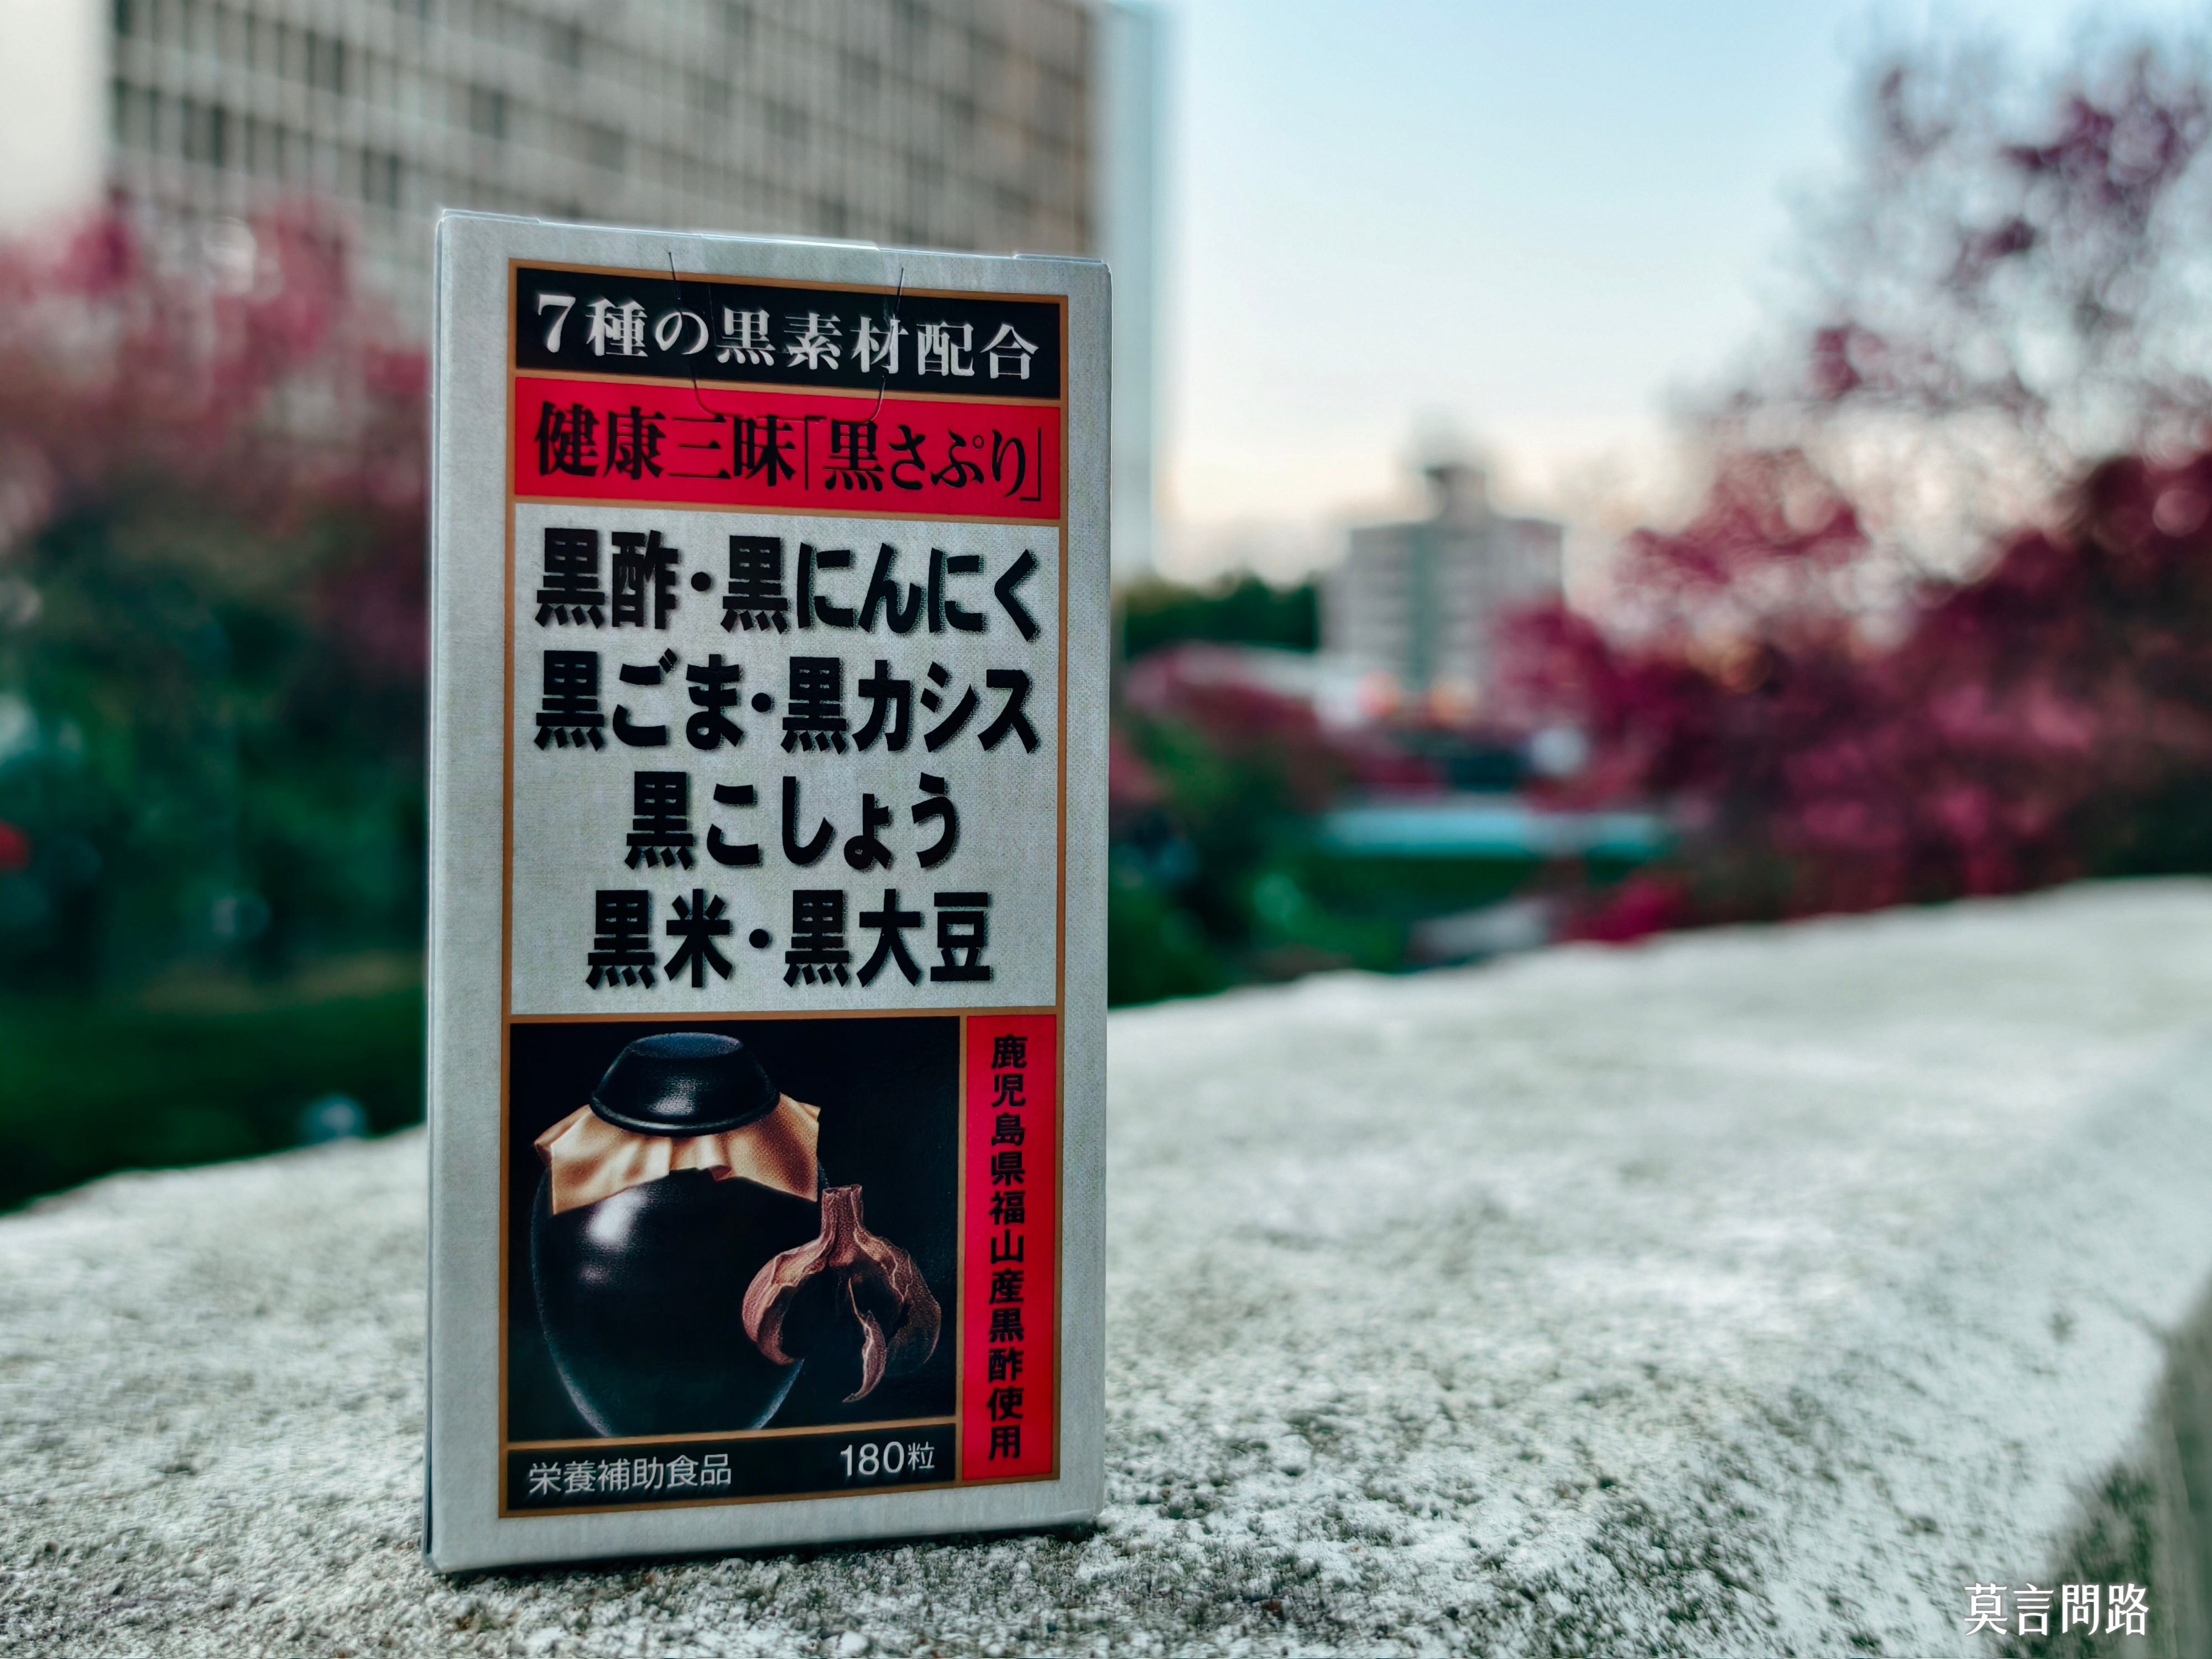 7種の黒素材配合
健康三昧「黒さぷり」
黒酢・黒にんにく
黒ごま・黒カシス
黒こしょう
黒米・黒大豆
鹿児島県福山産黒酢使用
栄養補助食品 180粒
莫言問路